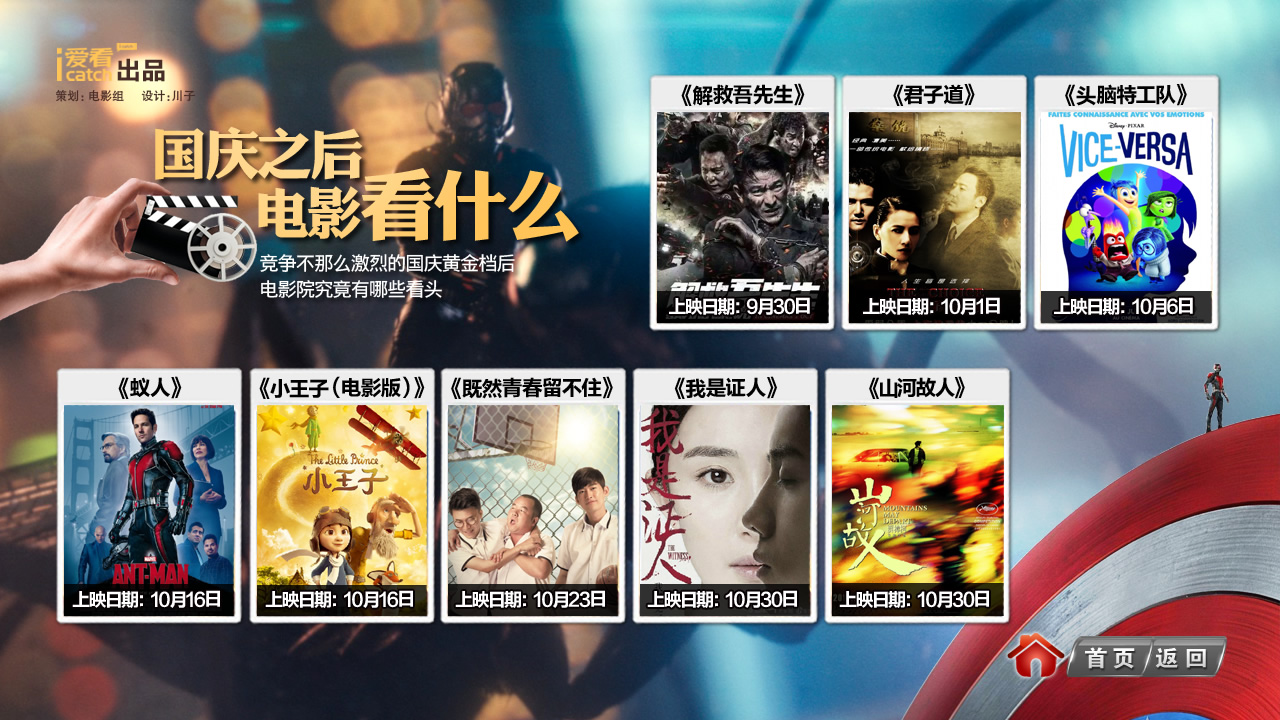 爱看
icatch
出品
策划：电影组 设计：川子
国庆之后
电影看什么
竞争不那么激烈的国庆黄金档后
电影院究竟有哪些看头
《解救吾先生》
上映日期：9月30日
《君子道》
上映日期：10月1日
《头脑特工队》
FAITES CONNAISSANCE AVEC VOS EMOTIONS
Disney PIXAR
VICE-VERSA
上映日期：10月6日
《蚁人》
ANT-MAN
上映日期：10月16日
《小王子（电影版）》
The Little Prince
小王子
上映日期：10月16日
《既然青春留不住》
上映日期：10月23日
《我是证人》
我是证人
THE WITNESS
上映日期：10月30日
《山河故人》
山河故人
MOUNTAINS
MAY
DEPART
上映日期：10月30日
首页 返回